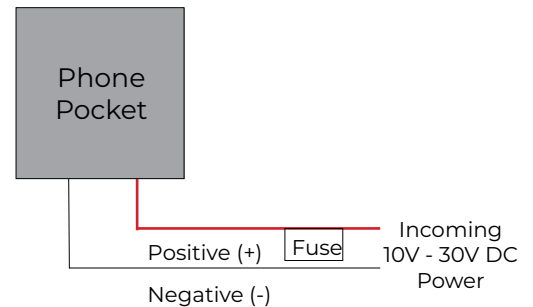 Phone
Pocket
Positive (+)
Fuse
Incoming
10V - 30V DC
Power
Negative (-)